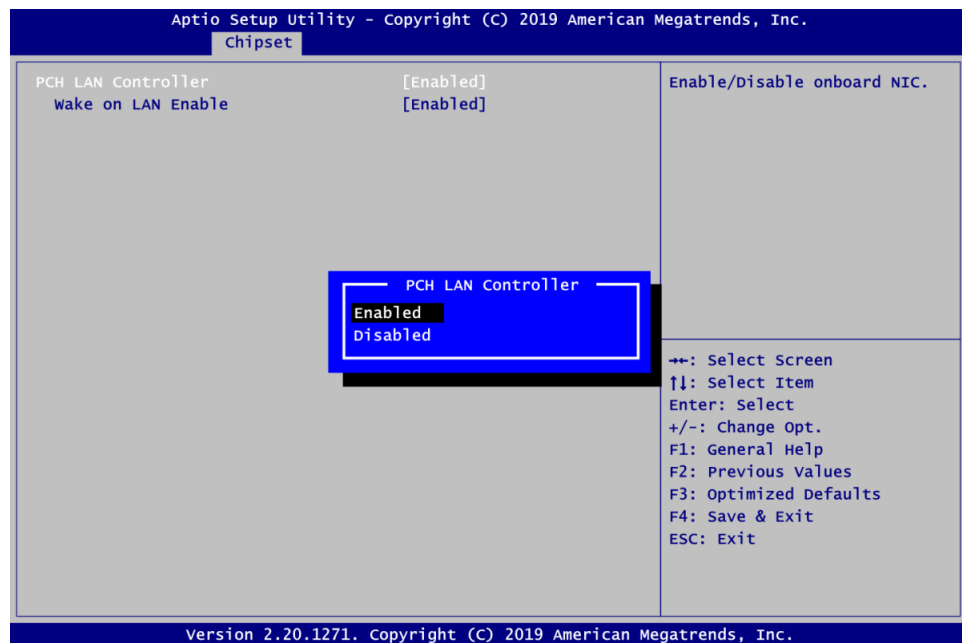 Aptio Setup Utility - Copyright (C) 2019 American Megatrends, Inc.
Chipset
PCH LAN Controller [Enabled]
Wake on LAN Enable [Enabled]
Enable/Disable onboard NIC.
PCH LAN Controller
Enabled
Disabled
→←: Select Screen
↑↓: Select Item
Enter: Select
+/-: Change Opt.
F1: General Help
F2: Previous Values
F3: Optimized Defaults
F4: Save & Exit
ESC: Exit
Version 2.20.1271. Copyright (C) 2019 American Megatrends, Inc.